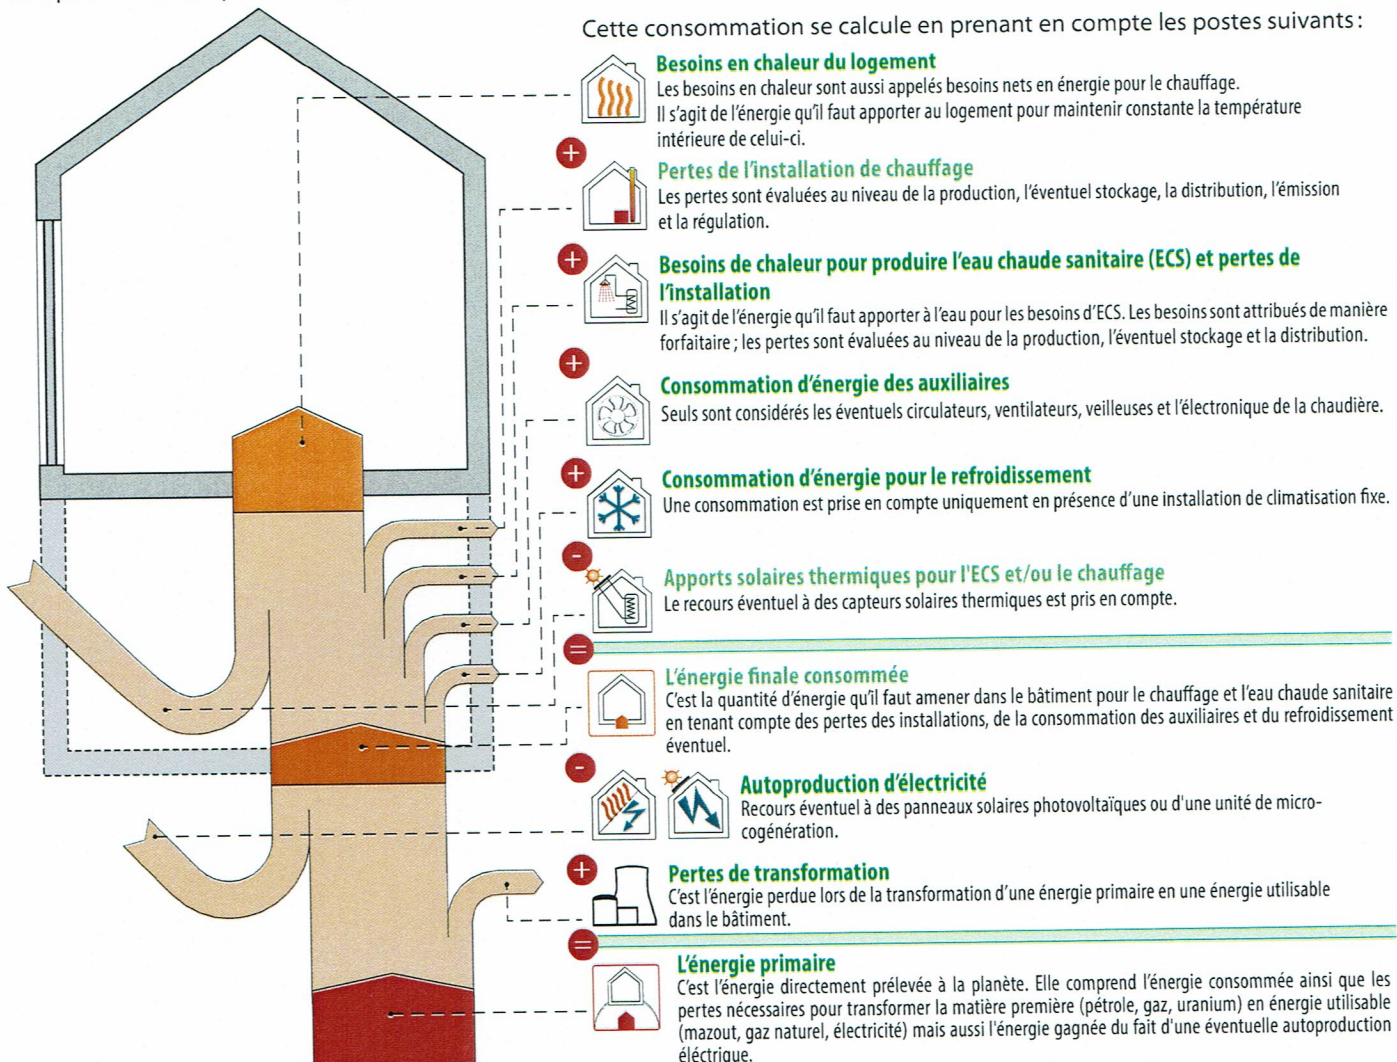 Cette consommation se calcule en prenant en compte les postes suivants :
Besoins en chaleur du logement
Les besoins en chaleur sont aussi appelés besoins nets en énergie pour le chauffage.
Il s'agit de l'énergie qu'il faut apporter au logement pour maintenir constante la température
intérieure de celui-ci.
+
Pertes de l'installation de chauffage
Les pertes sont évaluées au niveau de la production, l'éventuel stockage, la distribution, l'émission
et la régulation.
+
Besoins de chaleur pour produire l'eau chaude sanitaire (ECS) et pertes de
l'installation
Il s'agit de l'énergie qu'il faut apporter à l'eau pour les besoins d'ECS. Les besoins sont attribués de manière
forfaitaire ; les pertes sont évaluées au niveau de la production, l'éventuel stockage et la distribution.
+
Consommation d'énergie des auxiliaires
Seuls sont considérés les éventuels circulateurs, ventilateurs, veilleuses et l'électronique de la chaudière.
+
Consommation d'énergie pour le refroidissement
Une consommation est prise en compte uniquement en présence d'une installation de climatisation fixe.
-
Apports solaires thermiques pour l'ECS et/ou le chauffage
Le recours éventuel à des capteurs solaires thermiques est pris en compte.
=
L'énergie finale consommée
C'est la quantité d'énergie qu'il faut amener dans le bâtiment pour le chauffage et l'eau chaude sanitaire
en tenant compte des pertes des installations, de la consommation des auxiliaires et du refroidissement
éventuel.
-
Autoproduction d'électricité
Recours éventuel à des panneaux solaires photovoltaïques ou d'une unité de micro-
cogénération.
+
Pertes de transformation
C'est l'énergie perdue lors de la transformation d'une énergie primaire en une énergie utilisable
dans le bâtiment.
=
L'énergie primaire
C'est l'énergie directement prélevée à la planète. Elle comprend l'énergie consommée ainsi que les
pertes nécessaires pour transformer la matière première (pétrole, gaz, uranium) en énergie utilisable
(mazout, gaz naturel, électricité) mais aussi l'énergie gagnée du fait d'une éventuelle autoproduction
éléctrique.